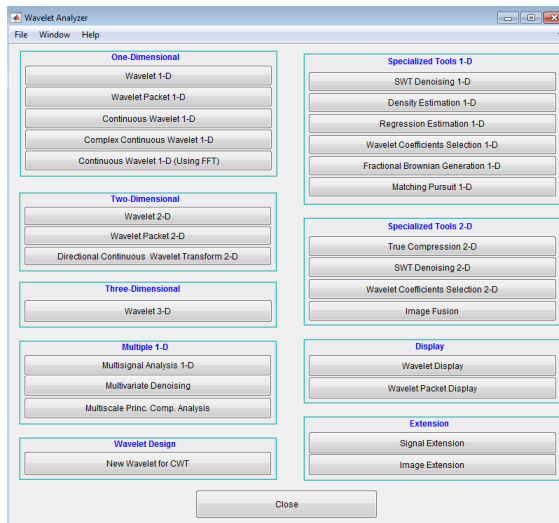 Wavelet Analyzer
File Window Help
One-Dimensional
Wavelet 1-D
Wavelet Packet 1-D
Continuous Wavelet 1-D
Complex Continuous Wavelet 1-D
Continuous Wavelet 1-D (Using FFT)
Two-Dimensional
Wavelet 2-D
Wavelet Packet 2-D
Directional Continuous Wavelet Transform 2-D
Three-Dimensional
Wavelet 3-D
Multiple 1-D
Multisignal Analysis 1-D
Multivariate Denoising
Multiscale Princ. Comp. Analysis
Wavelet Design
New Wavelet for CWT
Specialized Tools 1-D
SWT Denoising 1-D
Density Estimation 1-D
Regression Estimation 1-D
Wavelet Coefficients Selection 1-D
Fractional Brownian Generation 1-D
Matching Pursuit 1-D
Specialized Tools 2-D
True Compression 2-D
SWT Denoising 2-D
Wavelet Coefficients Selection 2-D
Image Fusion
Display
Wavelet Display
Wavelet Packet Display
Extension
Signal Extension
Image Extension
Close